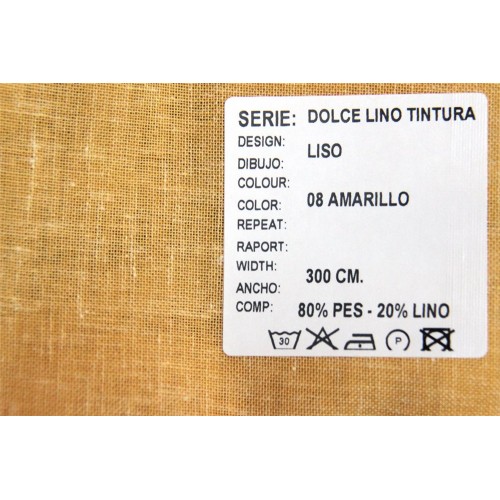 SERIE: DOLCE LINO TINTURA
DESIGN:
DIBUJO: LISO
COLOUR:
COLOR: 08 AMARILLO
REPEAT:
RAPORT:
WIDTH:
ANCHO: 300 CM.
COMP: 80% PES - 20% LINO
30 P